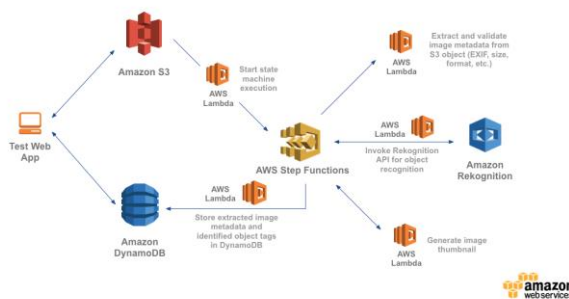 Amazon S3
AWS
Lambda
Start state
machine
execution
AWS
Lambda
Extract and validate
image metadata from
S3 object (EXIF, size,
format, etc.)
Test Web
App
AWS Step Functions
AWS
Lambda
Invoke Rekognition
API for object
recognition
Amazon
Rekognition
Amazon
DynamoDB
AWS
Lambda
Store extracted image
metadata and
identified object tags
in DynamoDB
AWS
Lambda
Generate image
thumbnail
amazon
webservices